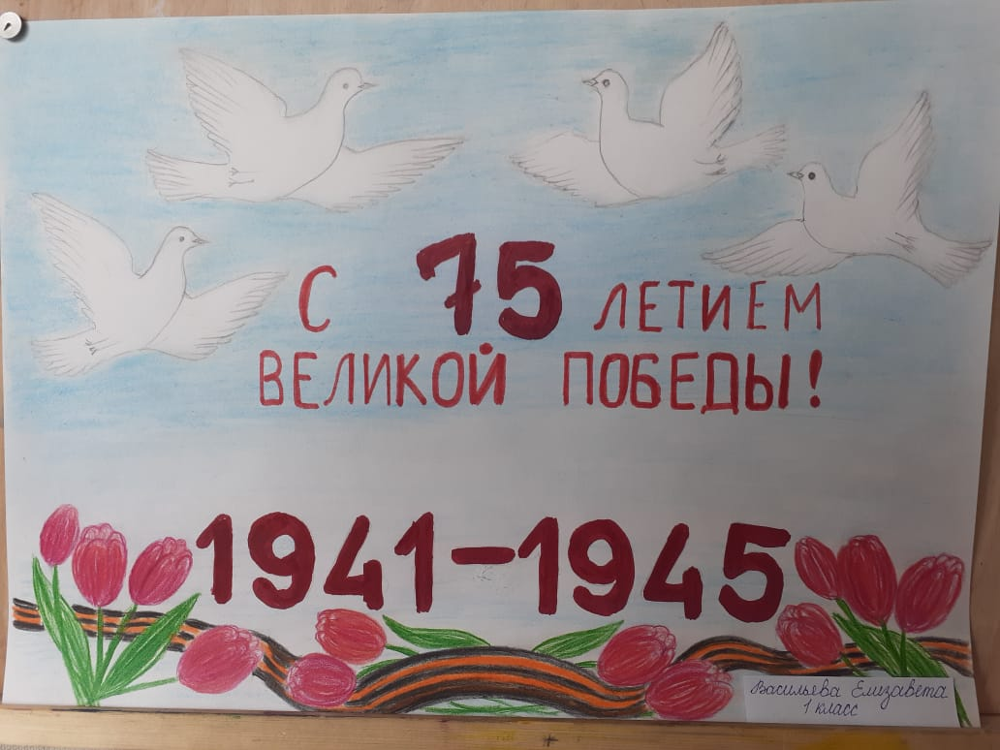 С 75 ЛЕТИЕМ
ВЕЛИКОЙ ПОБЕДЫ!
1941-1945
Васильева Елизавета
1 класс